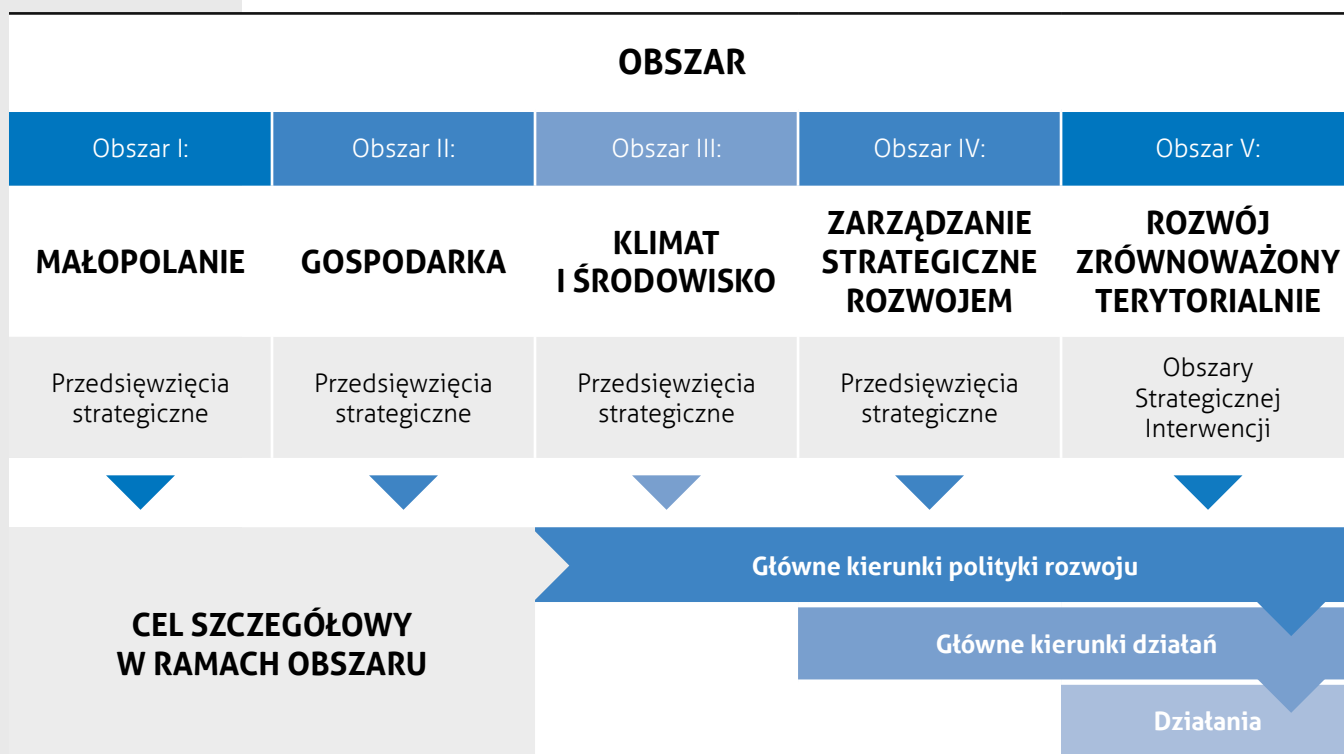 OBSZAR
Obszar I:
Obszar II:
Obszar III:
Obszar IV:
Obszar V:
MAŁOPOLANIE
GOSPODARKA
KLIMAT
I ŚRODOWISKO
ZARZĄDZANIE
STRATEGICZNE
ROZWOJEM
ROZWÓJ
ZRÓWNOWAŻONY
TERYTORIALNIE
Przedsięwzięcia
strategiczne
Przedsięwzięcia
strategiczne
Przedsięwzięcia
strategiczne
Przedsięwzięcia
strategiczne
Obszary
Strategicznej
Interwencji
CEL SZCZEGÓŁOWY
W RAMACH OBSZARU
Główne kierunki polityki rozwoju
Główne kierunki działań
Działania